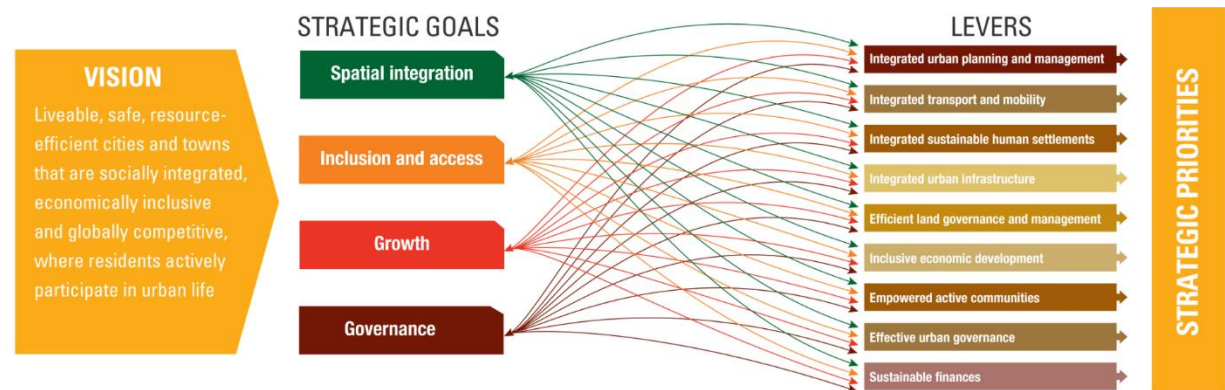 VISION
Liveable, safe, resource-
efficient cities and towns
that are socially integrated,
economically inclusive
and globally competitive,
where residents actively
participate in urban life
STRATEGIC GOALS
Spatial integration
Inclusion and access
Growth
Governance
LEVERS
Integrated urban planning and management
Integrated transport and mobility
Integrated sustainable human settlements
Integrated urban infrastructure
Efficient land governance and management
Inclusive economic development
Empowered active communities
Effective urban governance
Sustainable finances
STRATEGIC PRIORITIES